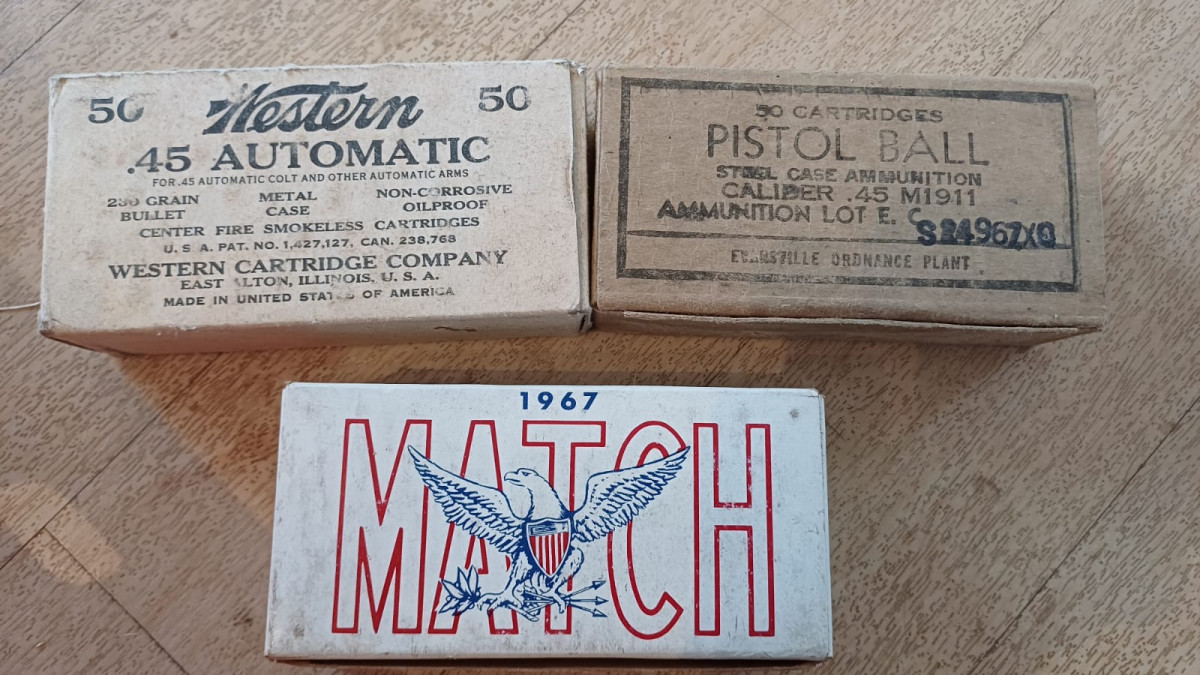 50 Western 50
.45 AUTOMATIC
FOR .45 AUTOMATIC COLT AND OTHER AUTOMATIC ARMS
230 GRAIN METAL NON-CORROSIVE
BULLET CASE OILPROOF
CENTER FIRE SMOKELESS CARTRIDGES
U. S. A. PAT. NO. 1,427,127, CAN. 238,768
WESTERN CARTRIDGE COMPANY
EAST ALTON, ILLINOIS, U. S. A.
MADE IN UNITED STATES OF AMERICA
50 CARTRIDGES
PISTOL BALL
STEEL CASE AMMUNITION
CALIBER .45 M1911
AMMUNITION LOT E. C.
S 24967
EVANSVILLE ORDNANCE PLANT
1967
MATCH